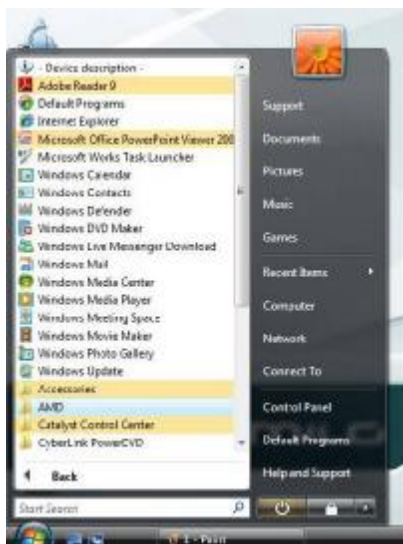 - Device description -
Adobe Reader 9
Default Programs
Internet Explorer
Microsoft Office PowerPoint Viewer 200
Microsoft Works Task Launcher
Windows Calendar
Windows Contacts
Windows Defender
Windows DVD Maker
Windows Live Messenger Download
Windows Mail
Windows Media Center
Windows Media Player
Windows Meeting Space
Windows Movie Maker
Windows Photo Gallery
Windows Update
Accessories
AMD
Catalyst Control Center
CyberLink PowerDVD
Back
Start Search
Support
Documents
Pictures
Music
Games
Recent Items
Computer
Network
Connect To
Control Panel
Default Programs
Help and Support
1 - Paint